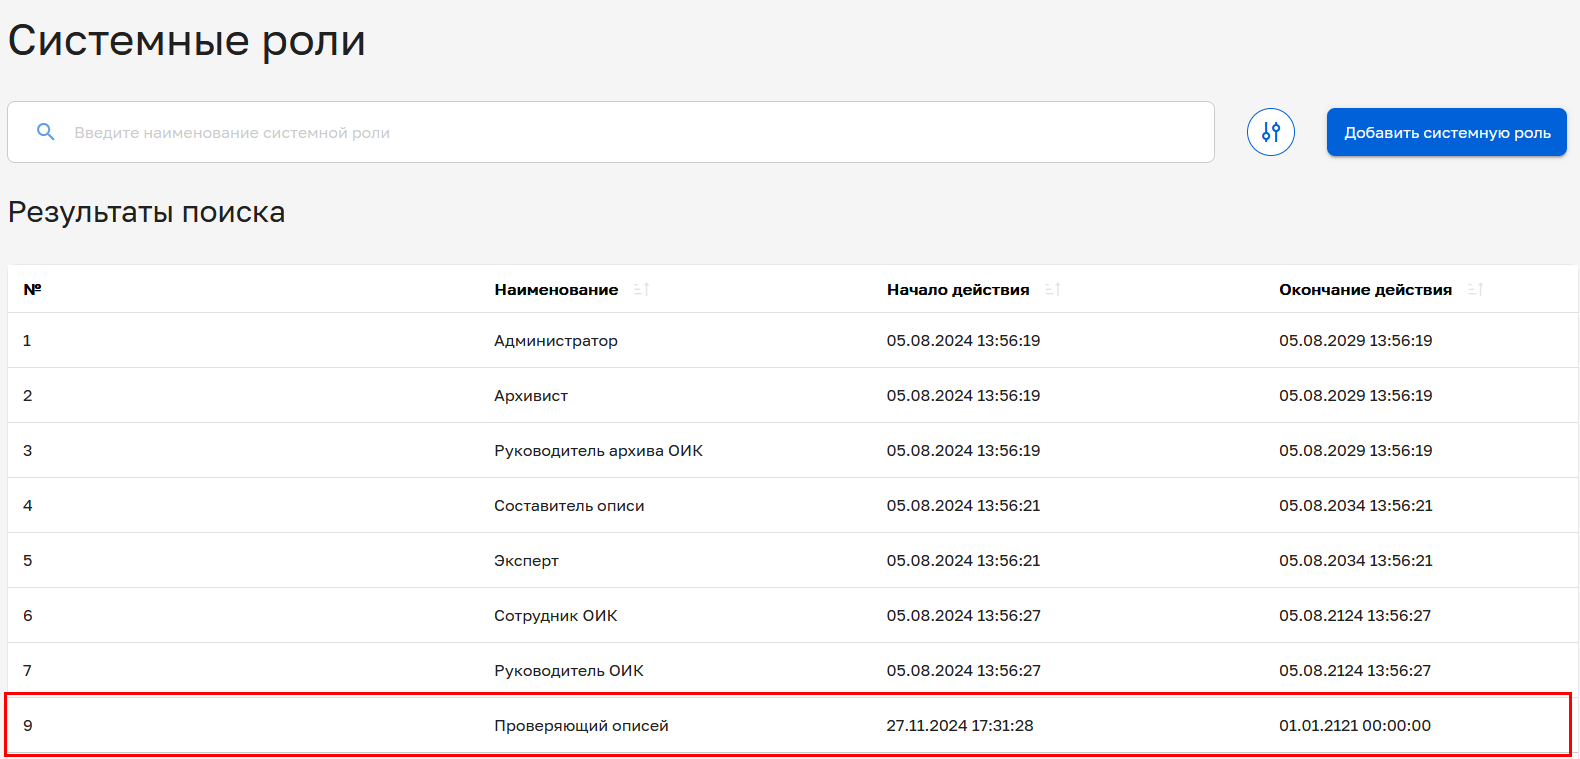 Системные роли
Введите наименование системной роли
Добавить системную роль
Результаты поиска
№ Наименование Начало действия Окончание действия
1 Администратор 05.08.2024 13:56:19 05.08.2029 13:56:19
2 Архивист 05.08.2024 13:56:19 05.08.2029 13:56:19
3 Руководитель архива ОИК 05.08.2024 13:56:19 05.08.2029 13:56:19
4 Составитель описи 05.08.2024 13:56:21 05.08.2034 13:56:21
5 Эксперт 05.08.2024 13:56:21 05.08.2034 13:56:21
6 Сотрудник ОИК 05.08.2024 13:56:27 05.08.2124 13:56:27
7 Руководитель ОИК 05.08.2024 13:56:27 05.08.2124 13:56:27
9 Проверяющий описей 27.11.2024 17:31:28 01.01.2121 00:00:00